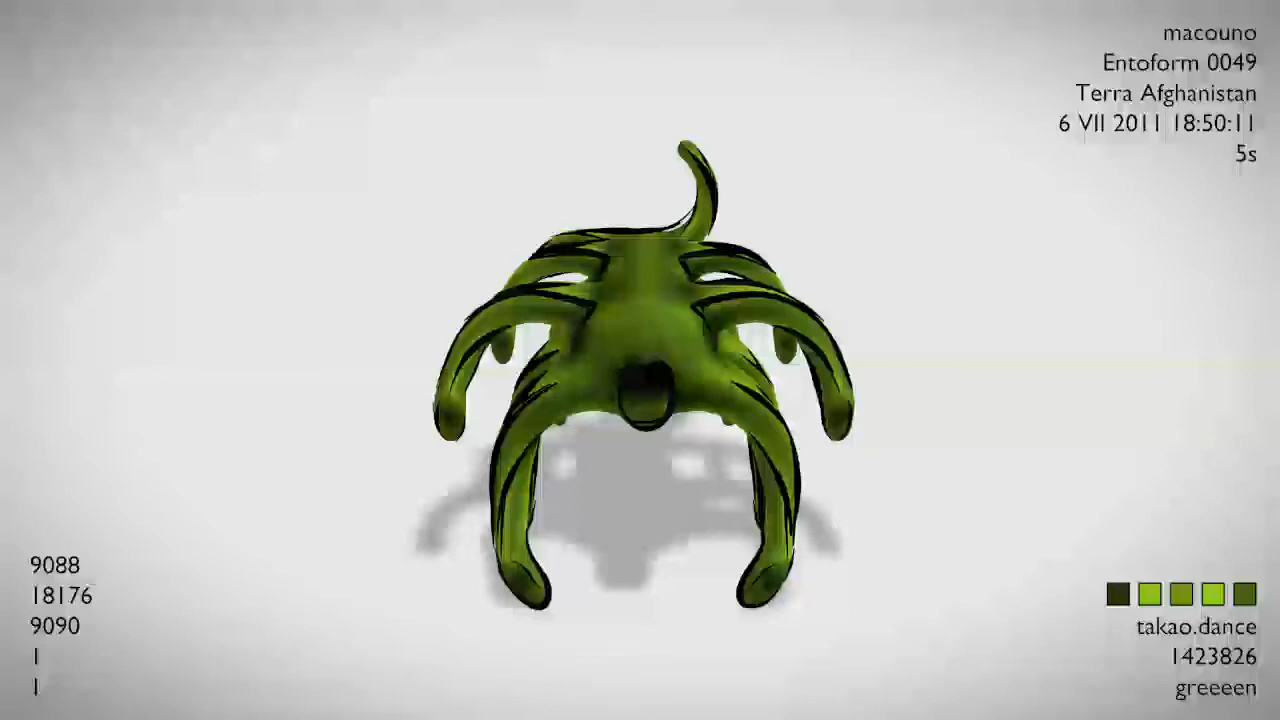 macouno
Entoform 0049
Terra Afghanistan
6 VII 2011 18:50:11
5s
9088
18176
9090
1
1
takao.dance
1423826
greeeen